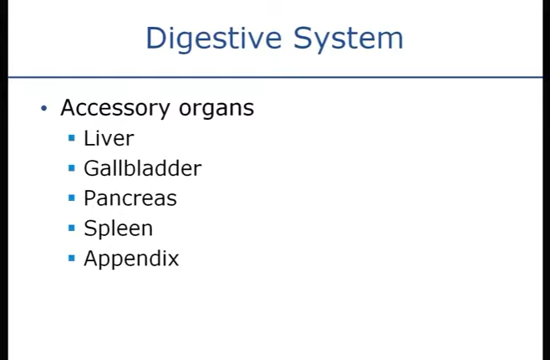 Digestive System
• Accessory organs
▪ Liver
▪ Gallbladder
▪ Pancreas
▪ Spleen
▪ Appendix